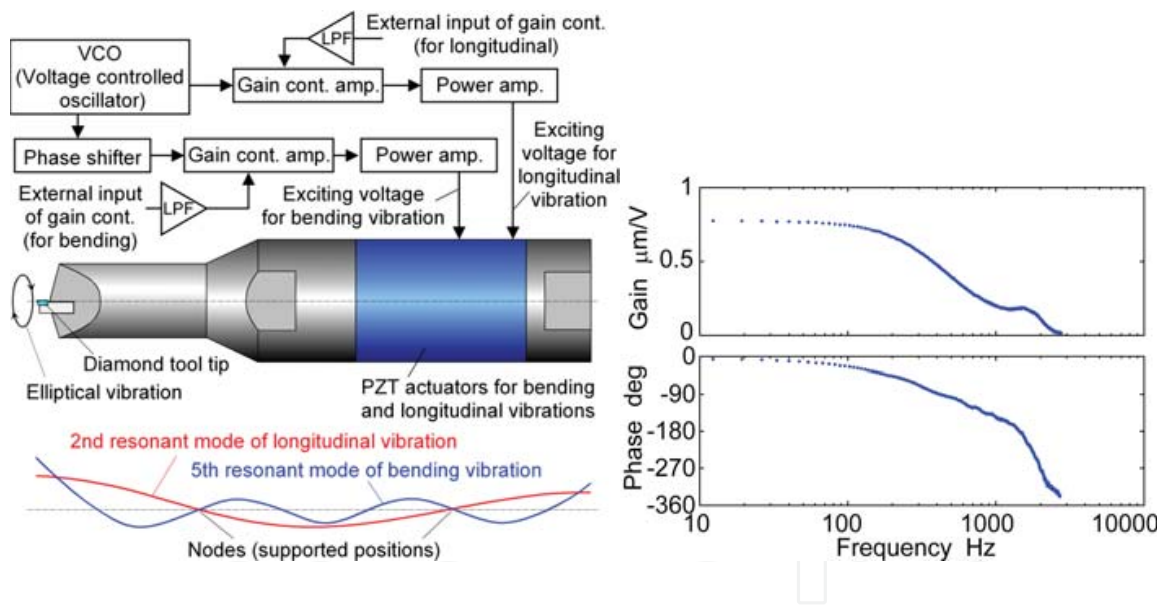 External input of gain cont.
(for longitudinal)
LPF
VCO
(Voltage controlled
oscillator)
Gain cont. amp.
Power amp.
Phase shifter
Gain cont. amp.
Power amp.
Exciting
voltage for
longitudinal
vibration
External input
of gain cont.
(for bending)
LPF
Exciting voltage
for bending vibration
Diamond tool tip
Elliptical vibration
PZT actuators for bending
and longitudinal vibrations
2nd resonant mode of longitudinal vibration
5th resonant mode of bending vibration
Nodes (supported positions)
Gain μm/V
1
0.5
0
Phase deg
0
-90
-180
-270
-360
10
100
1000
10000
Frequency Hz